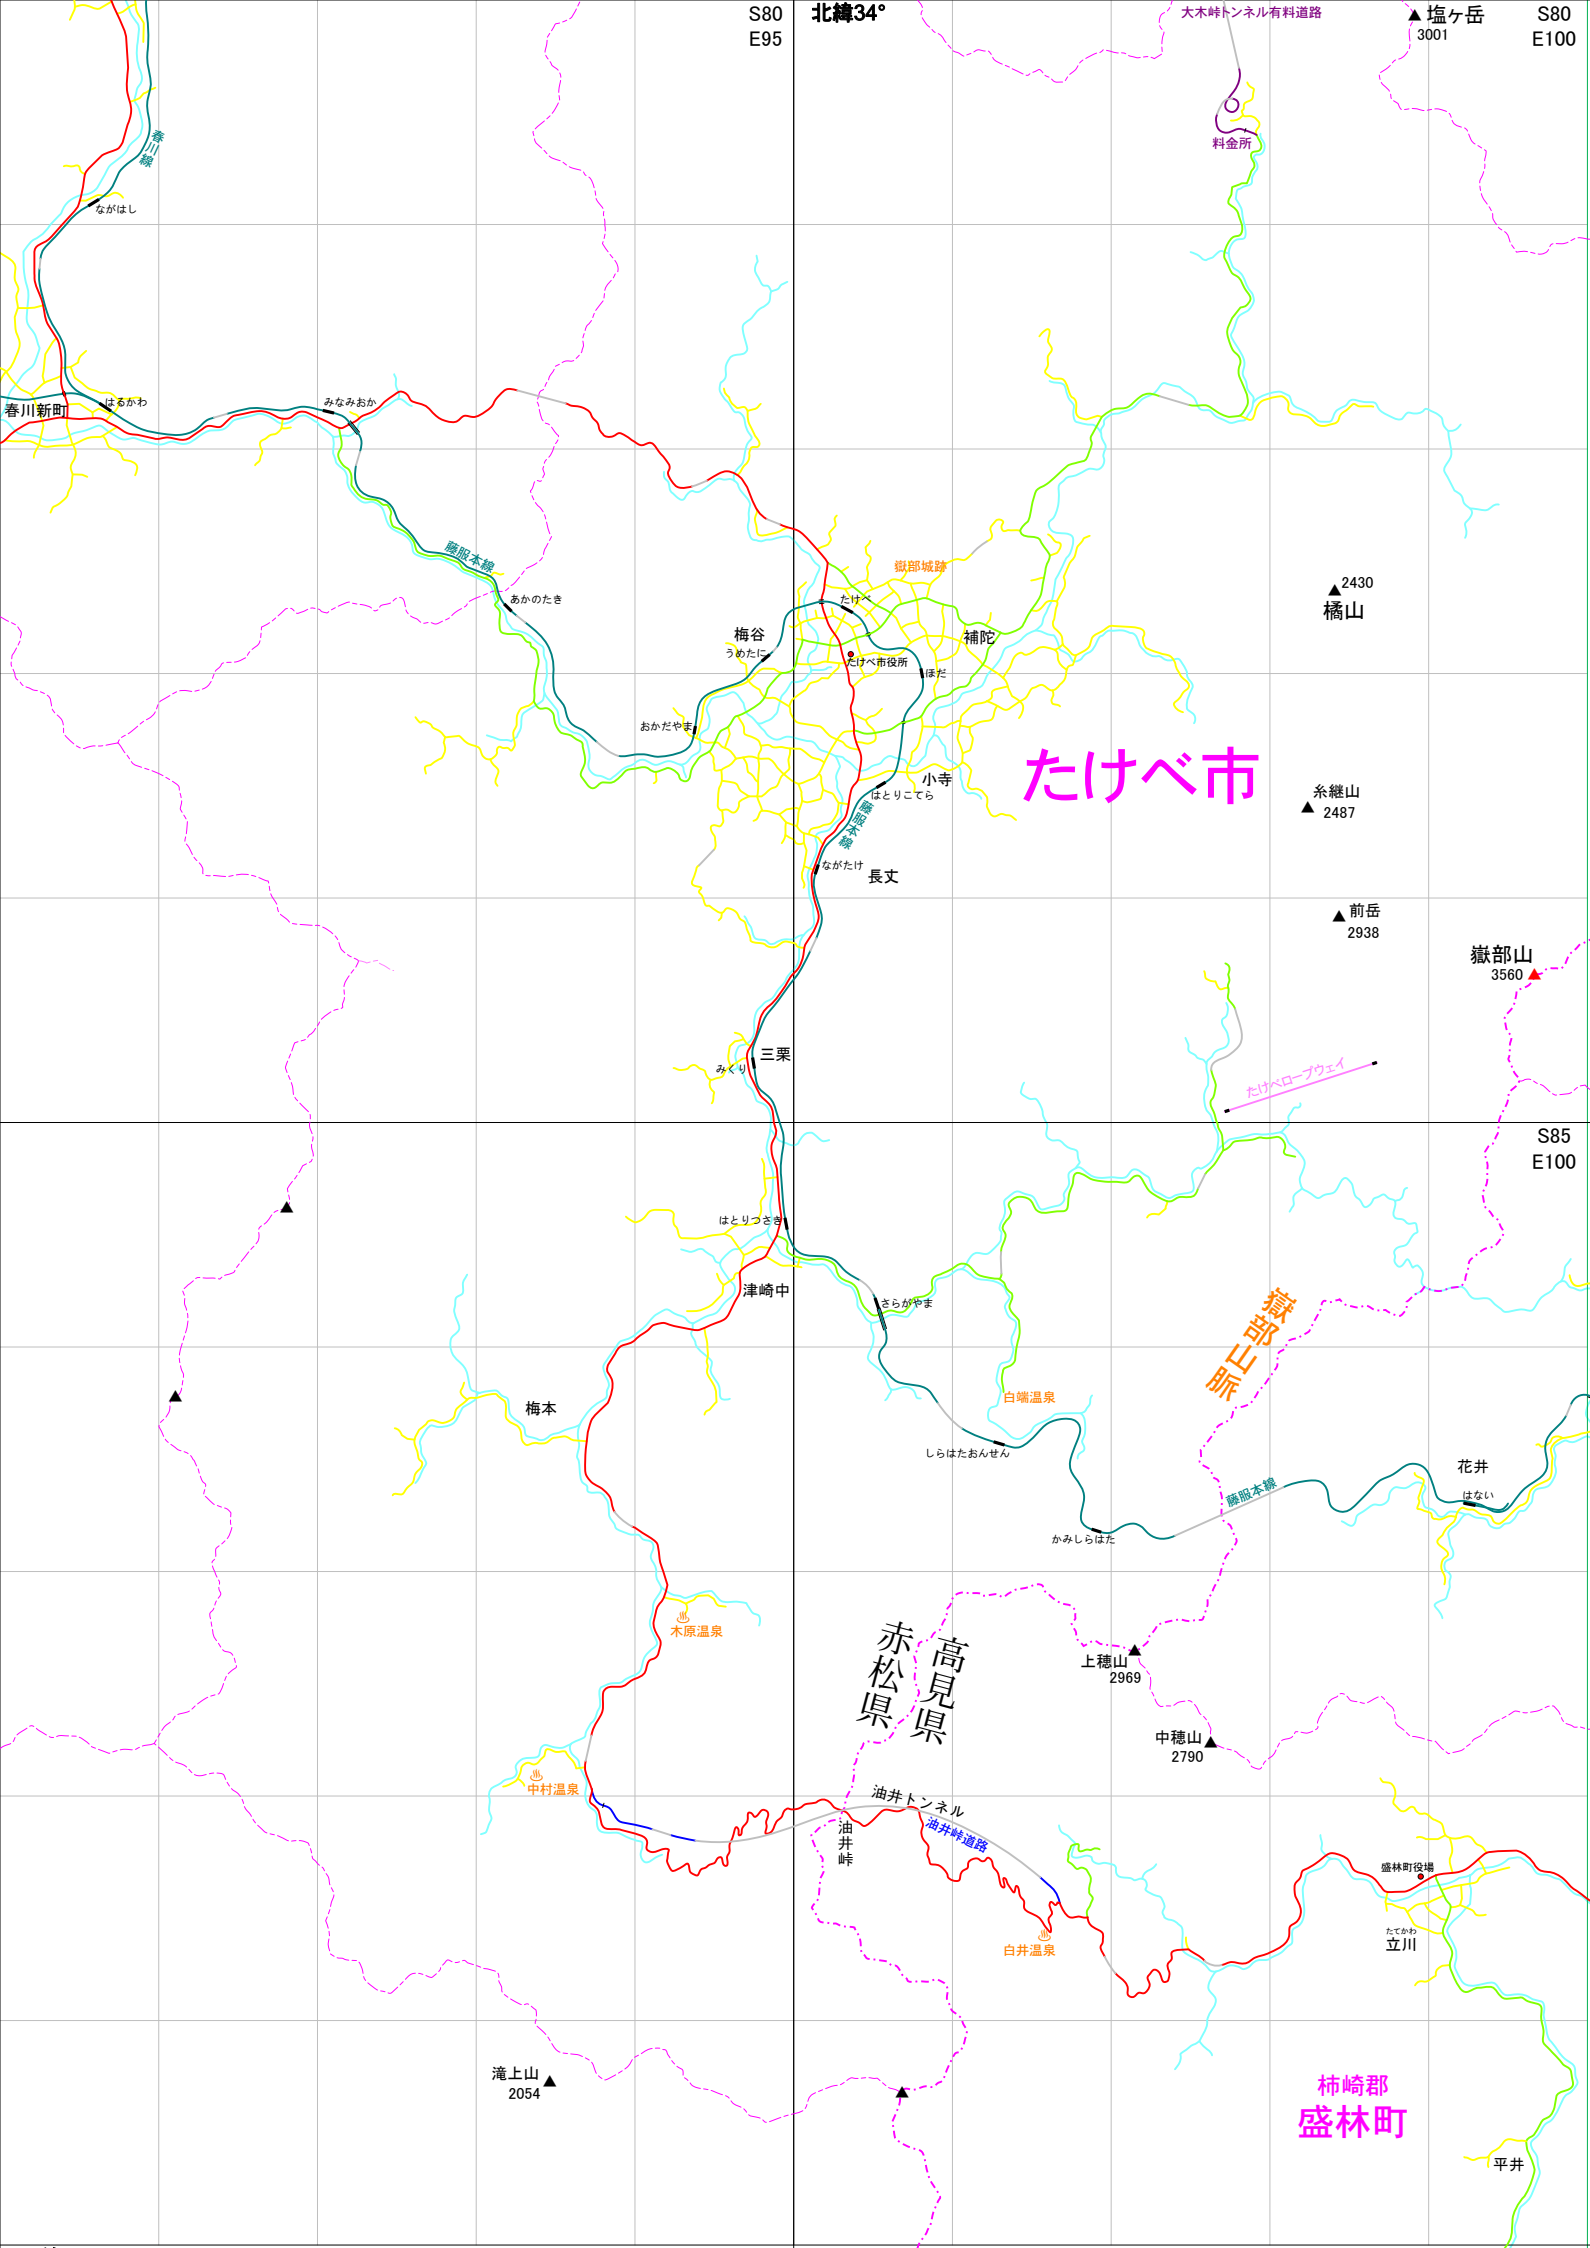 S80
E95
北緯34°
大木峠トンネル有料道路
塩ヶ岳
3001
S80
E100
春川線
料金所
ながはし
春川新町
はるかわ
みなみおか
藤服本線
あかのたき
嶽部城跡
たけべ
梅谷
うめたに
補陀
たけべ市役所
ほだ
2430
橘山
おかだやま
小寺
はとりこてら
たけべ市
糸継山
2487
藤服本線
ながたけ
長丈
前岳
2938
嶽部山
3560
三栗
みくり
たけべロープウェイ
S85
E100
はとりつさき
津崎中
さらがやま
嶽部山脈
梅本
白端温泉
しらはたおんせん
藤服本線
花井
はない
かみしらはた
木原温泉
赤松県
高見県
上穂山
2969
中穂山
2790
中村温泉
油井トンネル
油井峠道路
油井峠
盛林町役場
白井温泉
たてかわ
立川
滝上山
2054
柿崎郡
盛林町
平井